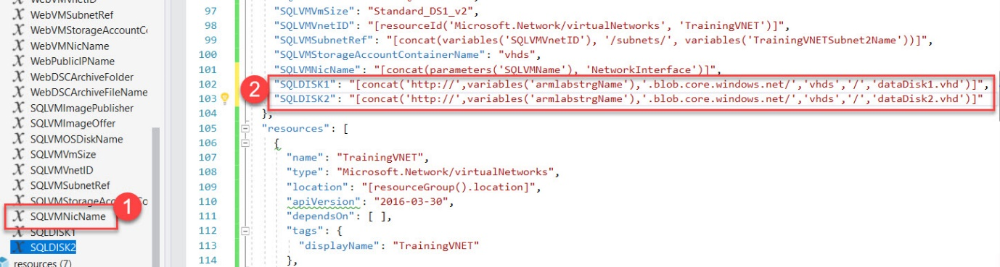 WebVMVnetID
WebVMSubnetRef
WebVMStorageAccountCo
WebVMNicName
WebPublicIPName
WebDSCArchiveFolder
WebDSCArchiveFileName
SQLVMImagePublisher
SQLVMImageOffer
SQLVMOSDiskName
SQLVMVmSize
SQLVMVnetID
SQLVMSubnetRef
SQLVMStorageAcc Co
SQLVMNicName
1
SQLDISK1
SQLDISK2
resources (7)
2
97 "SQLVMVmSize": "Standard_DS1_v2",
98 "SQLVMVnetID": "[resourceId('Microsoft.Network/virtualNetworks', 'TrainingVNET')]",
99 "SQLVMSubnetRef": "[concat(variables('SQLVMVnetID'), '/subnets/', variables('TrainingVNETSubnet2Name'))]",
100 "SQLVMStorageAccountContainerName": "vhds",
101 "SQLVMNicName": "[concat(parameters('SQLVMName'), 'NetworkInterface')]",
102 "SQLDISK1": "[concat('http://',variables('armlabstrgName'),'.blob.core.windows.net/','vhds','/','dataDisk1.vhd')]",
103 "SQLDISK2": "[concat('http://',variables('armlabstrgName'),'.blob.core.windows.net/','vhds','/','dataDisk2.vhd')]"
104 },
105 "resources": [
106 {
107 "name": "TrainingVNET",
108 "type": "Microsoft.Network/virtualNetworks",
109 "location": "[resourceGroup().location]",
110 "apiVersion": "2016-03-30",
111 "dependsOn": [ ],
112 "tags": {
113 "displayName": "TrainingVNET"
114 },